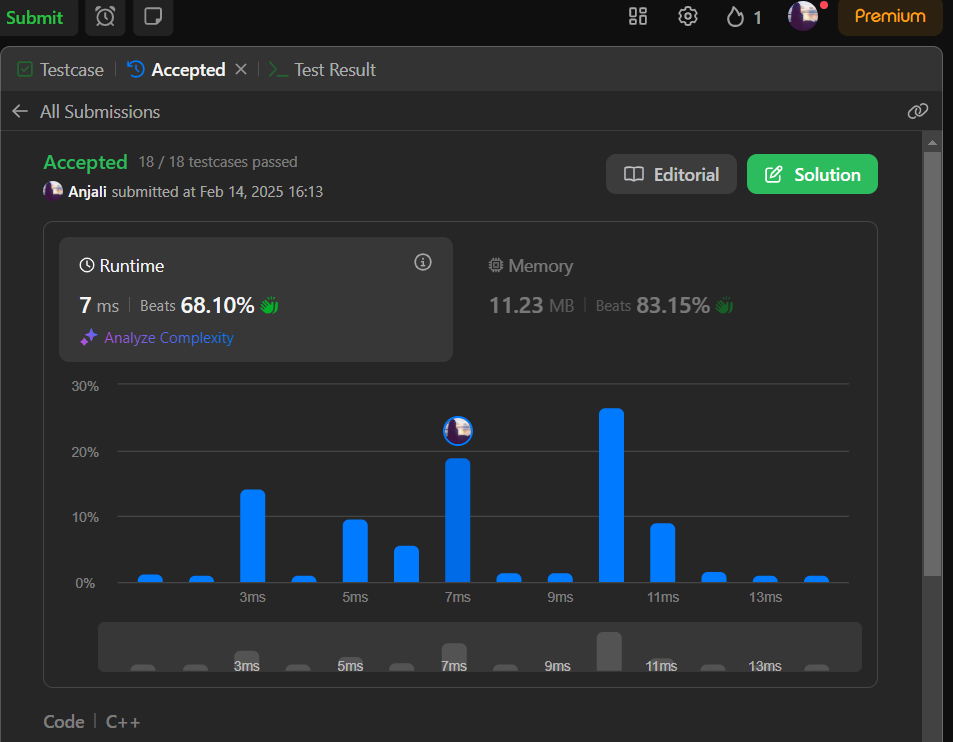 Submit 1 Premium
Testcase Accepted Test Result
All Submissions
Accepted 18 / 18 testcases passed
Anjali submitted at Feb 14, 2025 16:13
Editorial Solution
Runtime
7 ms Beats 68.10%
Analyze Complexity
Memory
11.23 MB Beats 83.15%
30%
20%
10%
0%
3ms 5ms 7ms 9ms 11ms 13ms
3ms 5ms 7ms 9ms 11ms 13ms
Code C++